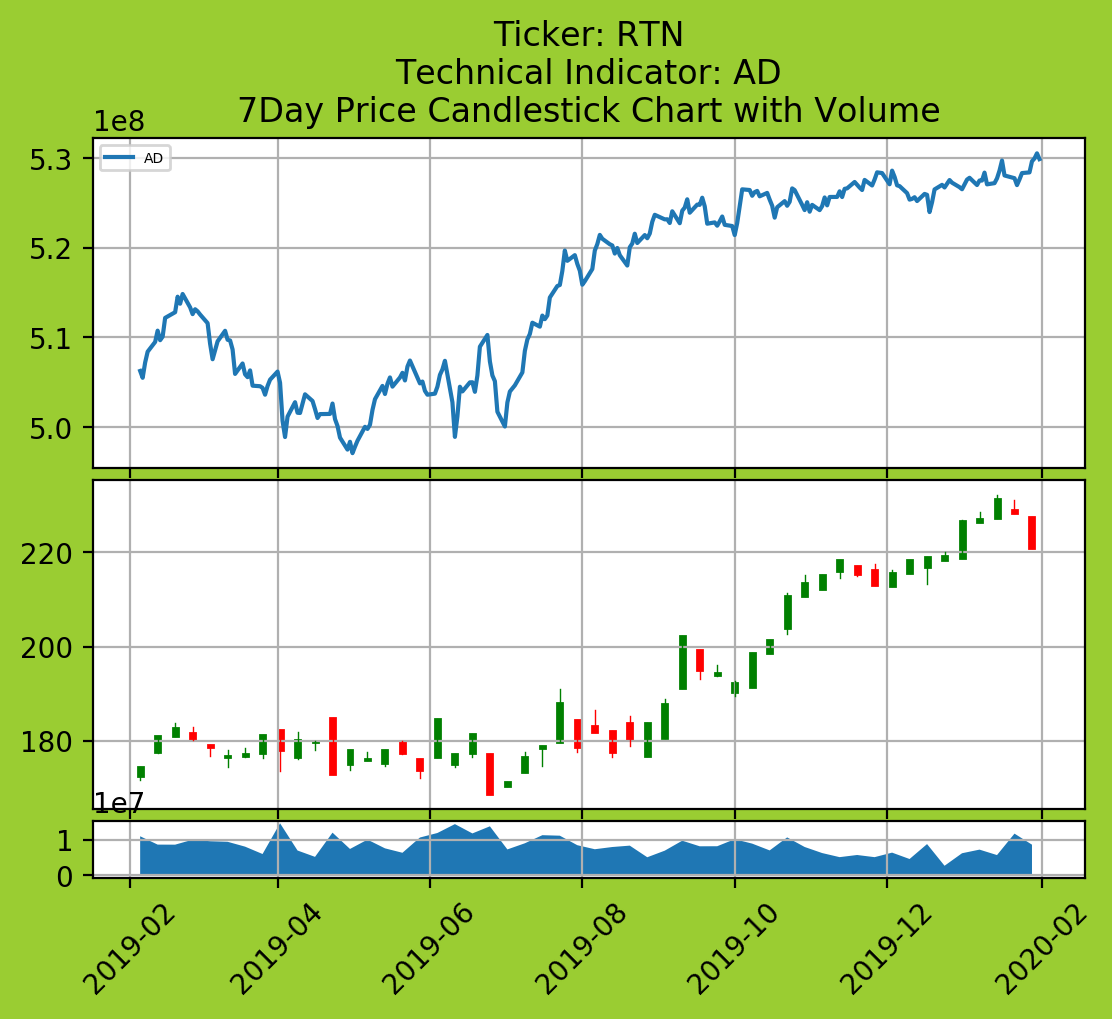 Ticker: RTN
Technical Indicator: AD
7Day Price Candlestick Chart with Volume
1e8
AD
5.3
5.2
5.1
5.0
220
200
180
1e7
1
0
2019-02
2019-04
2019-06
2019-08
2019-10
2019-12
2020-02